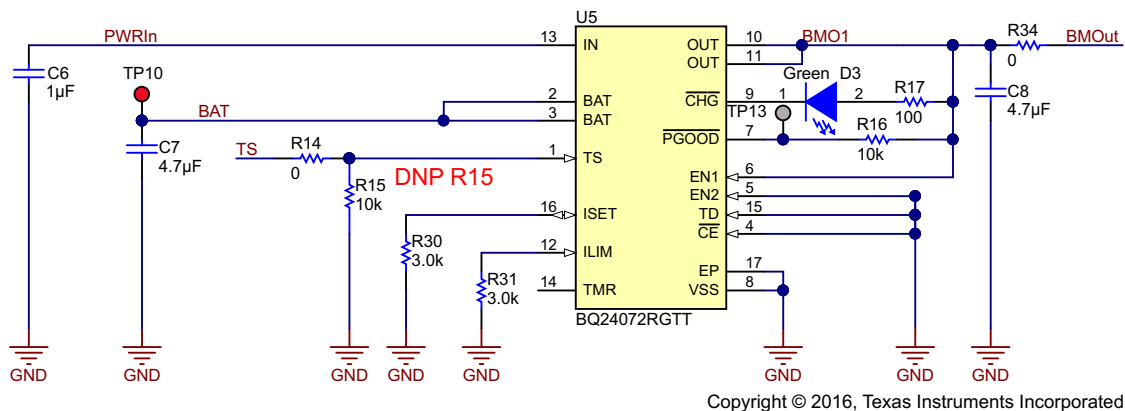 U5
PWRIn
13
IN
OUT
10
BMO1
R34
BMOut
OUT
11
0
C6
1µF
TP10
Green
D3
2
BAT
CHG
9
1
2
R17
100
C8
4.7µF
BAT
3
BAT
TP13
R16
10k
C7
4.7µF
PGOOD
7
TS
R14
0
1
TS
DNP R15
R15
10k
EN1
6
EN2
5
16
ISET
TD
15
CE
4
R30
3.0k
12
ILIM
R31
3.0k
EP
17
14
TMR
VSS
8
BQ24072RGTT
GND
GND
GND
GND
GND
GND
GND
GND
Copyright © 2016, Texas Instruments Incorporated